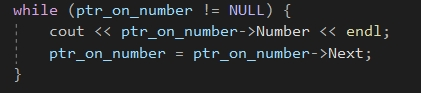 while (ptr_on_number != NULL) {
    cout << ptr_on_number->Number << endl;
    ptr_on_number = ptr_on_number->Next;
}